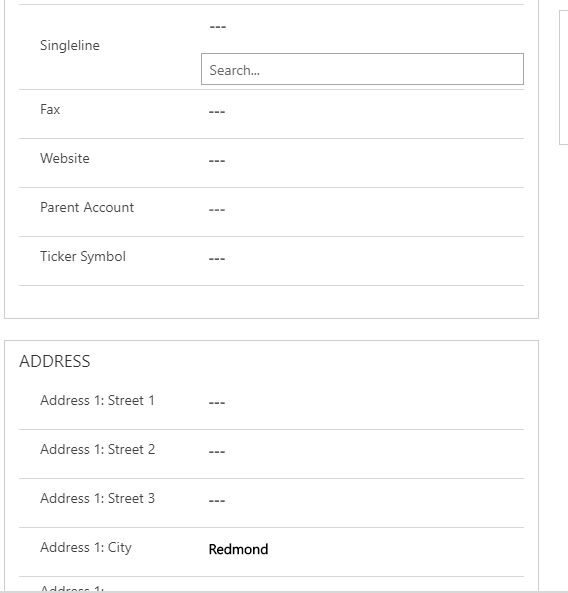 ---
Singleline
Search...
Fax ---
Website ---
Parent Account ---
Ticker Symbol ---
ADDRESS
Address 1: Street 1 ---
Address 1: Street 2 ---
Address 1: Street 3 ---
Address 1: City Redmond
Address 1: